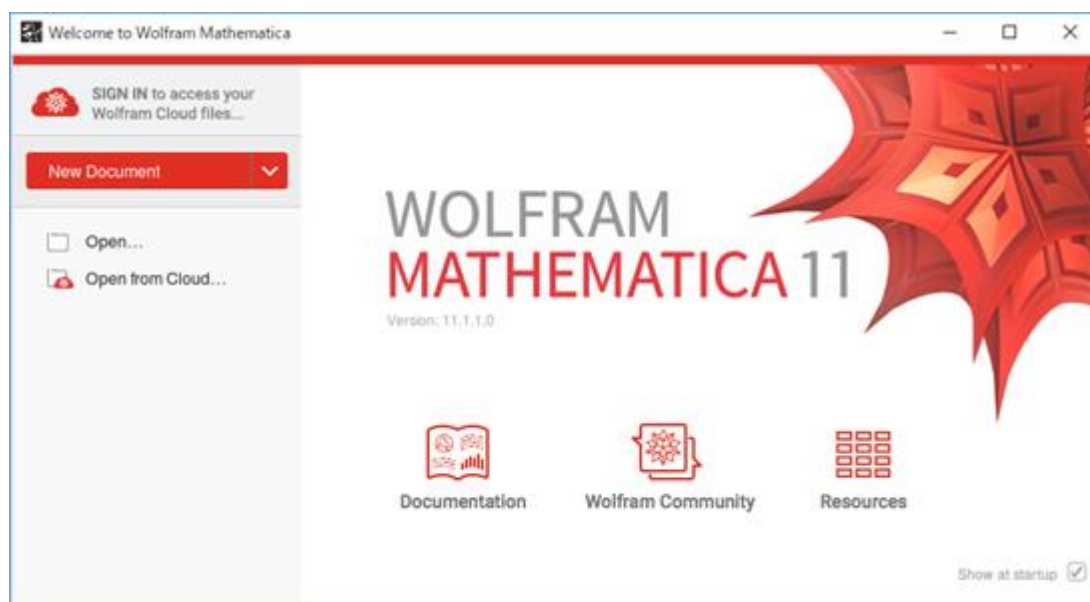 Welcome to Wolfram Mathematica
SIGN IN to access your
Wolfram Cloud files...
New Document
Open...
Open from Cloud...
WOLFRAM
MATHEMATICA 11
Version: 11.1.1.0
Documentation
Wolfram Community
Resources
Show at startup